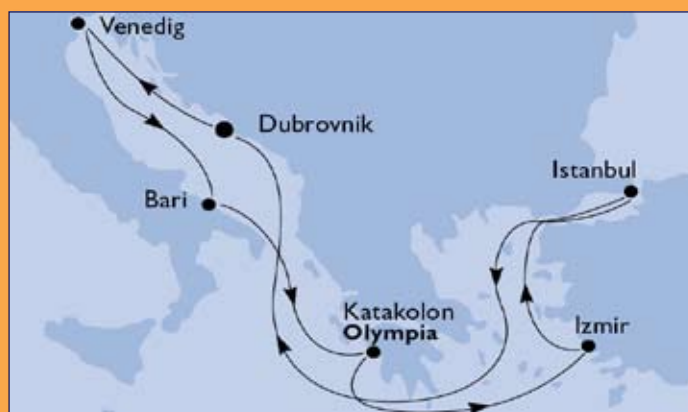 Venedig
Dubrovnik
Bari
Istanbul
Katakolon
Olympia
Izmir